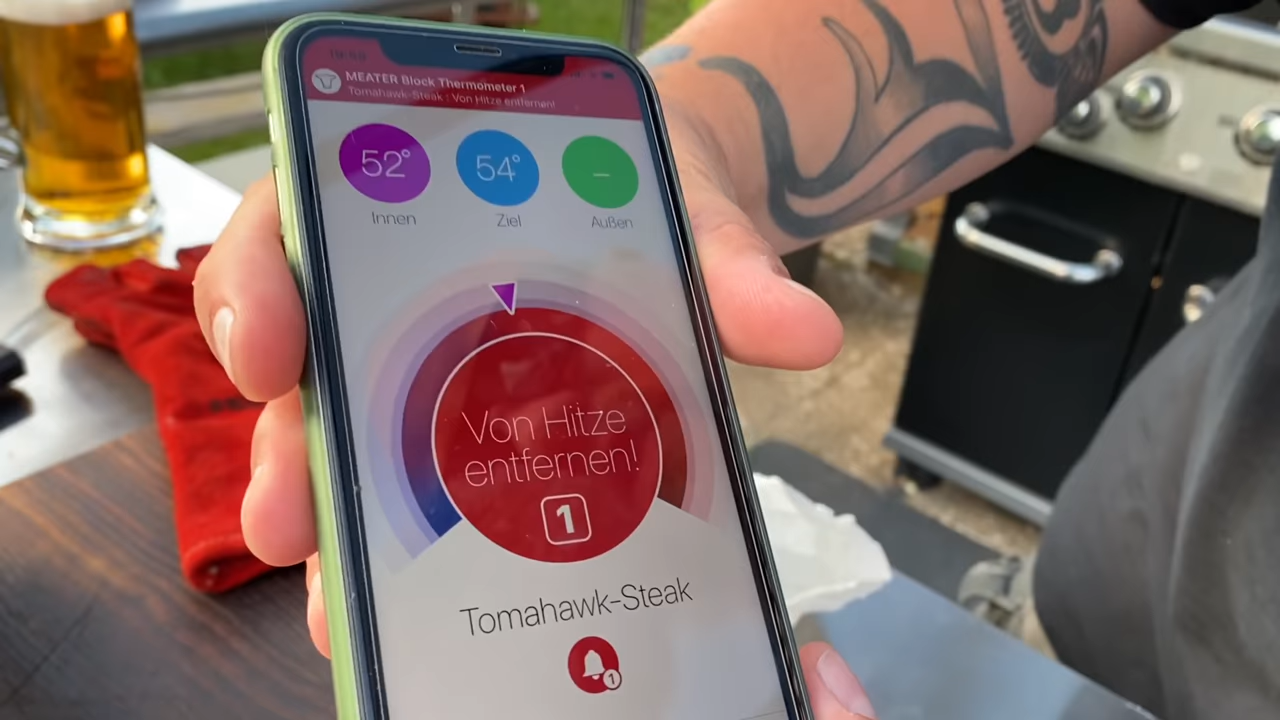 MEATER Block Thermometer 1
Tomahawk-Steak : Von Hitze entfernen!
52° 54° –
Innen Ziel Außen
Von Hitze
entfernen!
1
Tomahawk-Steak
1